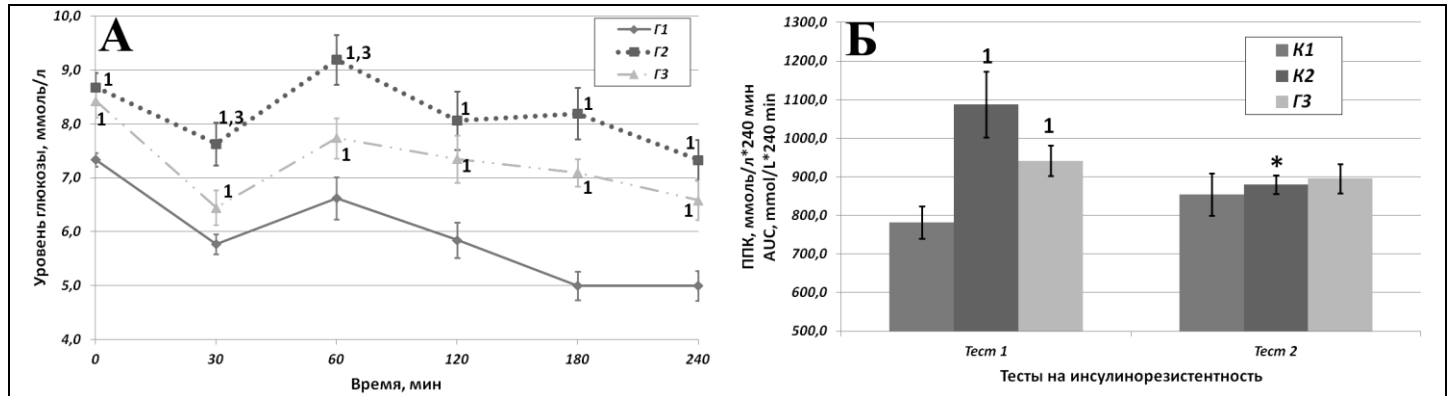 А
Уровень глюкозы, ммоль/л
10,0
9,0
8,0
7,0
6,0
5,0
4,0
Г1
Г2
Г3
1
1
1,3
1
1,3
1
1
1
1
1
1
1
0
30
60
120
180
240
Время, мин
Б
ППК, ммоль/л*240 мин
AUC, mmol/L*240 min
1300,0
1200,0
1100,0
1000,0
900,0
800,0
700,0
600,0
500,0
К1
К2
Г3
1
1
*
Тест 1
Тест 2
Тесты на инсулинорезистентность